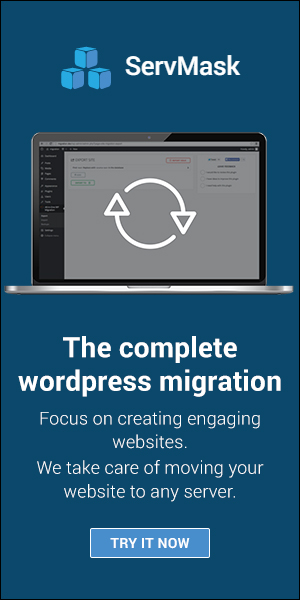 ServMask
The complete
wordpress migration
Focus on creating engaging
websites.
We take care of moving your
website to any server.
TRY IT NOW